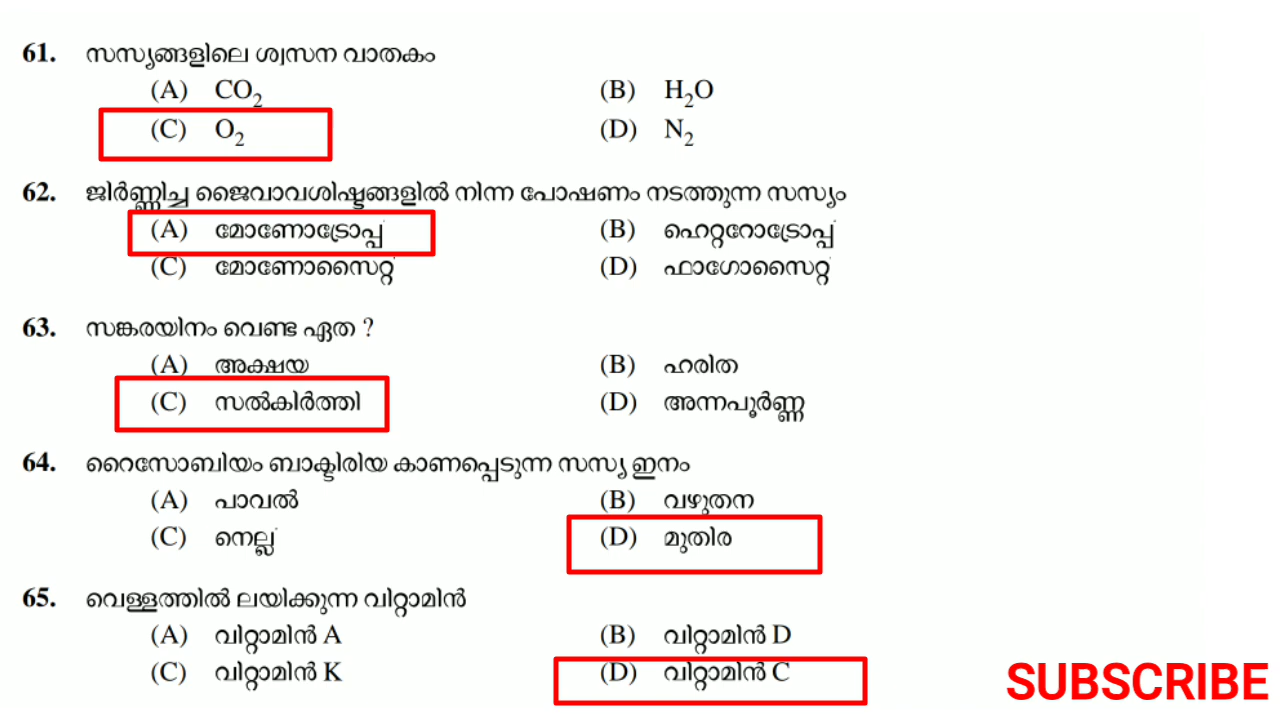 61. സസ്യങ്ങളിലെ ശ്വസന വാതകം
(A) CO₂ (B) H₂O
(C) O₂ (D) N₂
62. ജിർണ്ണിച്ച ജൈവാവശിഷ്ടങ്ങളിൽ നിന്ന പോഷണം നടത്തുന്ന സസ്യം
(A) മോണോട്രോപ്പ് (B) ഹെറ്ററോട്രോപ്പ്
(C) മോണോസൈറ്റ് (D) ഫാഗോസൈറ്റ്
63. സങ്കരയിനം വെണ്ട ഏത ?
(A) അക്ഷയ (B) ഹരിത
(C) സൽകിർത്തി (D) അന്നപൂർണ്ണ
64. റൈസോബിയം ബാക്ടിരിയ കാണപ്പെടുന്ന സസ്യ ഇനം
(A) പാവൽ (B) വഴുതന
(C) നെല്ല് (D) മുതിര
65. വെള്ളത്തിൽ ലയിക്കുന്ന വിറ്റാമിൻ
(A) വിറ്റാമിൻ A (B) വിറ്റാമിൻ D
(C) വിറ്റാമിൻ K (D) വിറ്റാമിൻ C
SUBSCRIBE